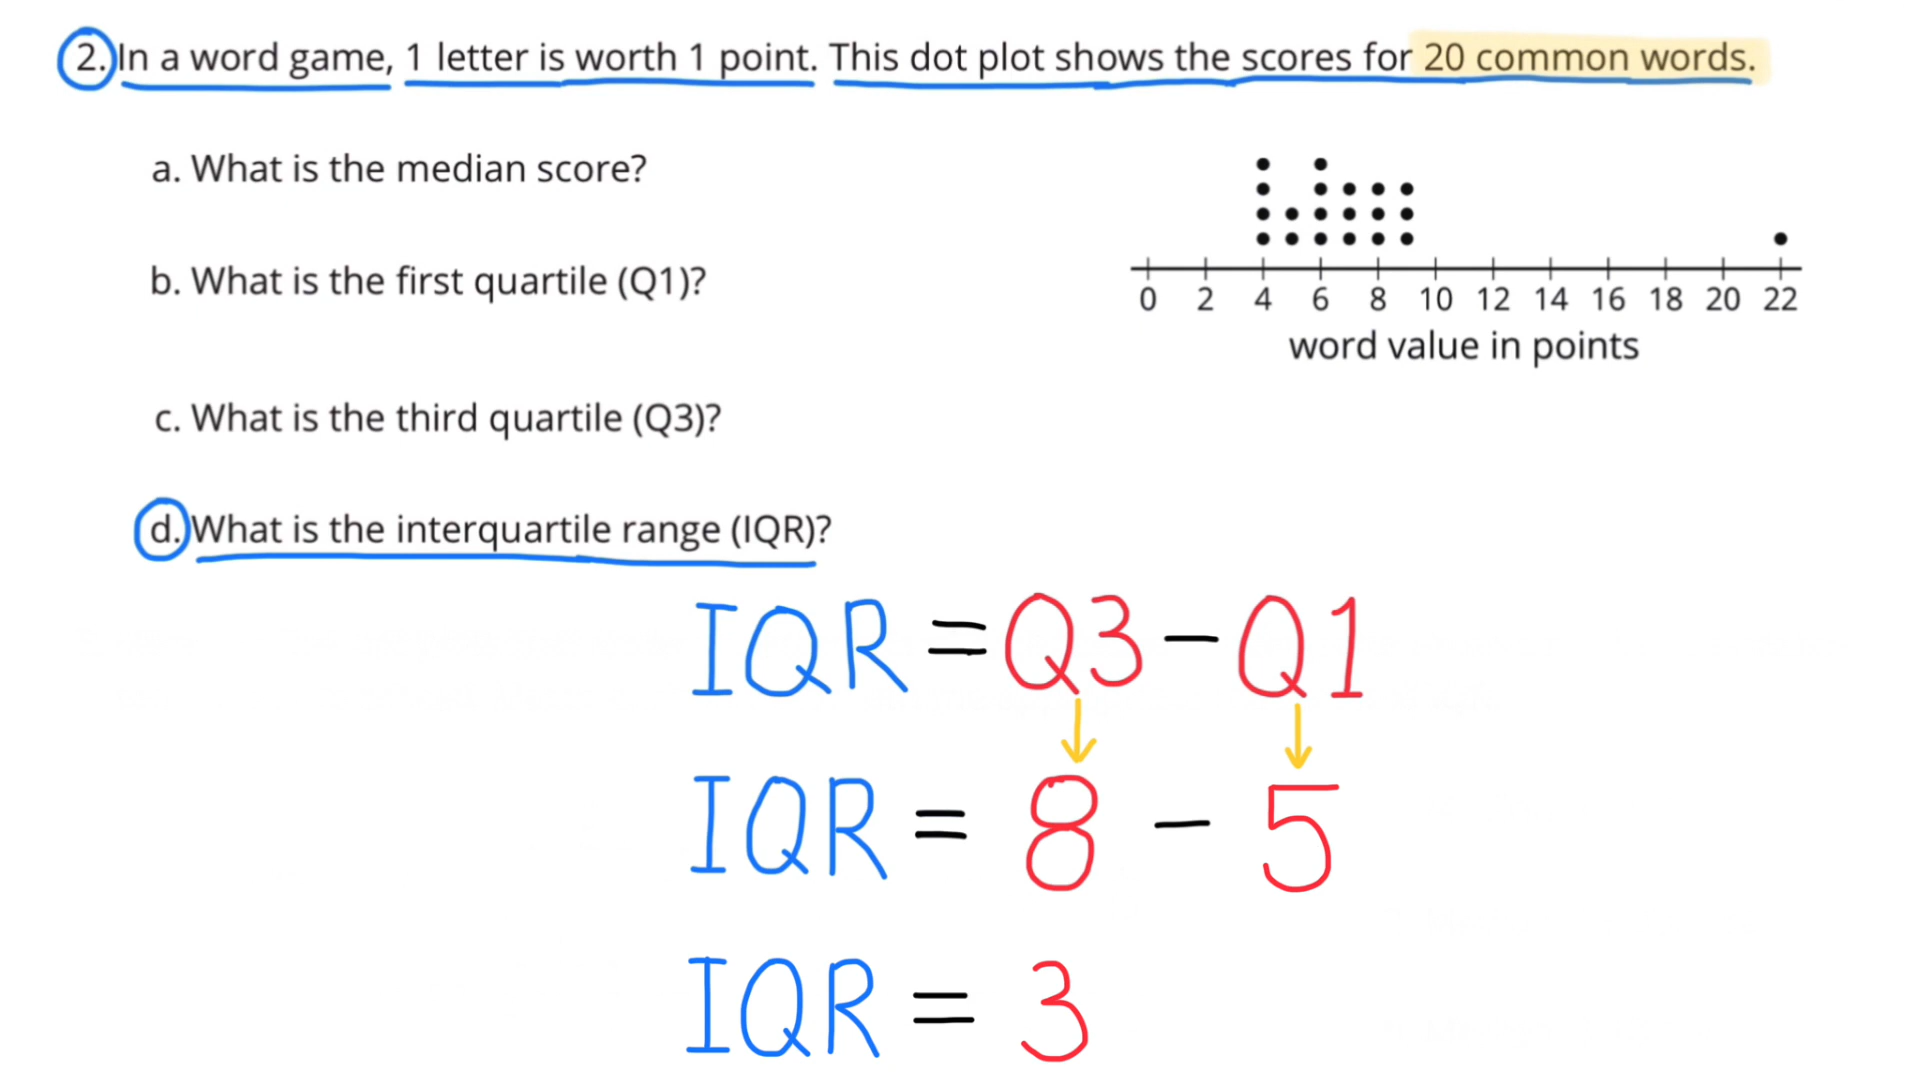 2. In a word game, 1 letter is worth 1 point. This dot plot shows the scores for 20 common words.
a. What is the median score?
b. What is the first quartile (Q1)?
0 2 4 6 8 10 12 14 16 18 20 22
word value in points
c. What is the third quartile (Q3)?
d. What is the interquartile range (IQR)?
IQR = Q3 - Q1
IQR = 8 - 5
IQR = 3